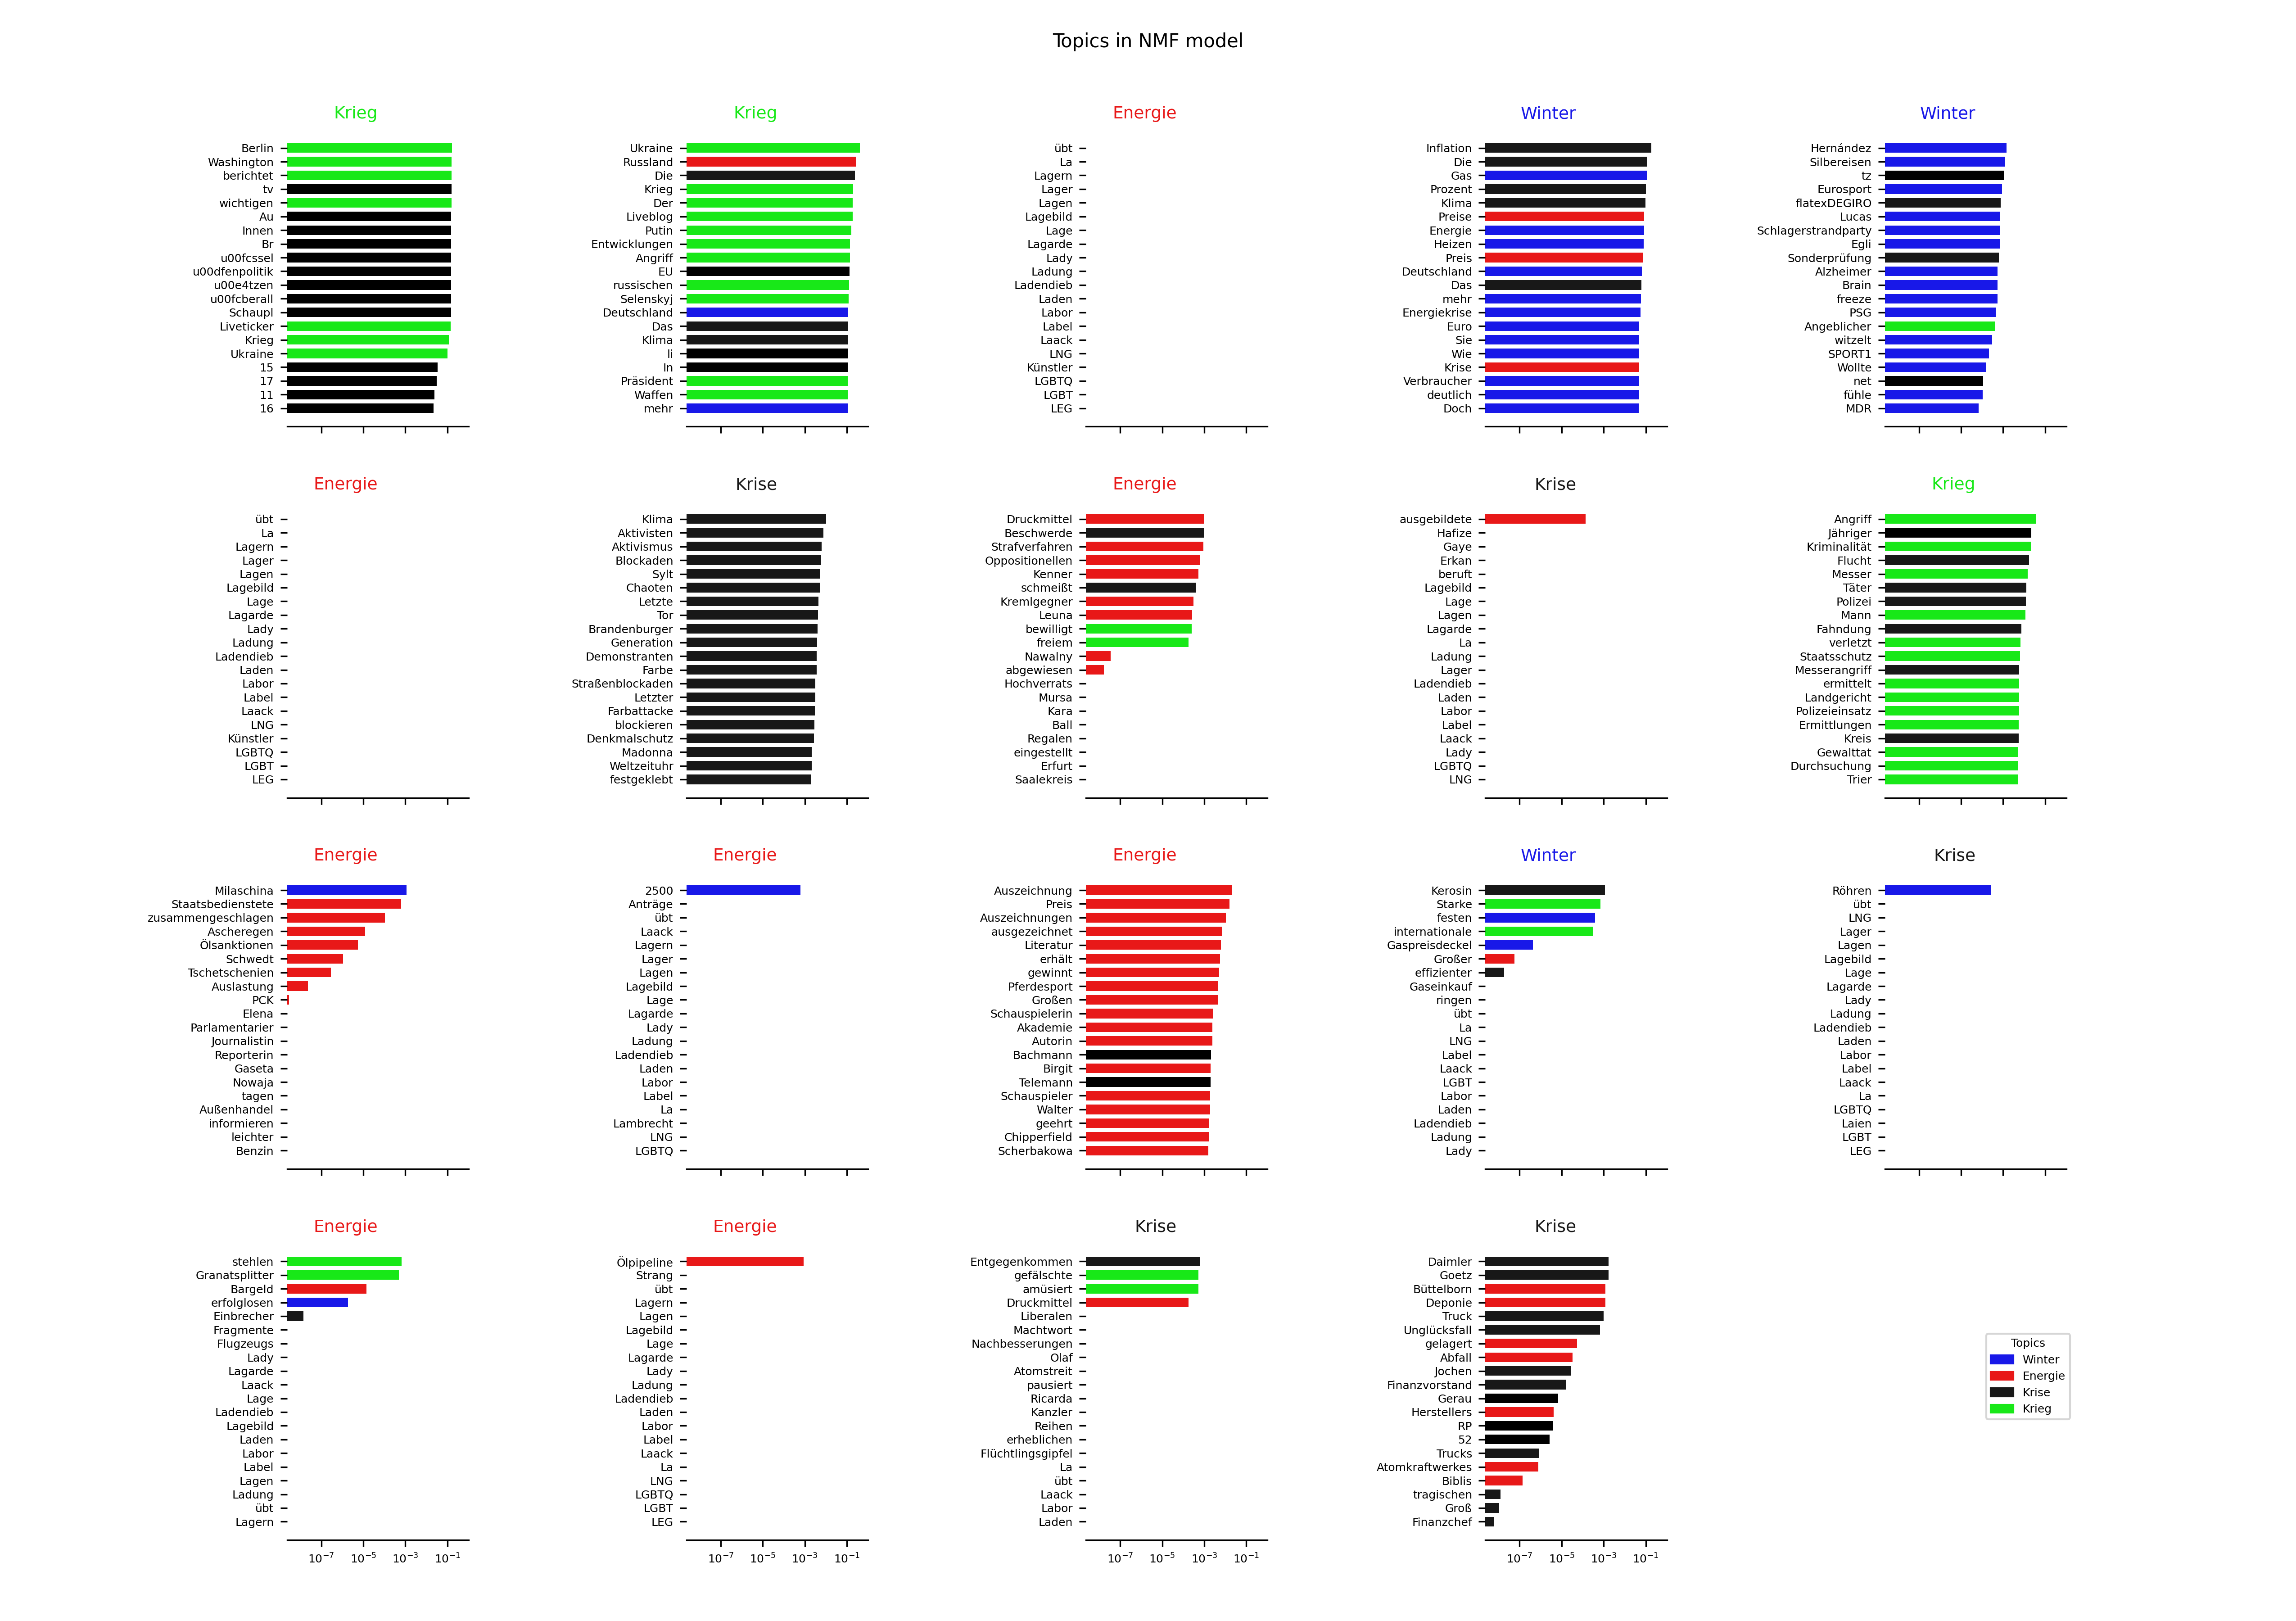 Topics in NMF model
Krieg
Berlin
Washington
berichtet
tv
wichtigen
Au
Innen
Br
u00fcssel
u00dfenpolitik
u00e4tzen
u00fcberall
Schaupl
Liveticker
Krieg
Ukraine
15
17
11
16
Krieg
Ukraine
Russland
Die
Krieg
Der
Liveblog
Putin
Entwicklungen
Angriff
EU
russischen
Selenskyj
Deutschland
Das
Klima
li
In
Präsident
Waffen
mehr
Energie
übt
La
Lagern
Lager
Lagen
Lagebild
Lage
Lagarde
Lady
Ladung
Ladendieb
Laden
Labor
Label
Laack
LNG
Künstler
LGBTQ
LGBT
LEG
Winter
Inflation
Die
Gas
Prozent
Klima
Preise
Energie
Heizen
Preis
Deutschland
Das
mehr
Energiekrise
Euro
Sie
Wie
Krise
Verbraucher
deutlich
Doch
Winter
Hernández
Silbereisen
tz
Eurosport
flatexDEGIRO
Lucas
Schlagerstrandparty
Egli
Sonderprüfung
Alzheimer
Brain
freeze
PSG
Angeblicher
witzelt
SPORT1
Wollte
net
fühle
MDR
Energie
übt
La
Lagern
Lager
Lagen
Lagebild
Lage
Lagarde
Lady
Ladung
Ladendieb
Laden
Labor
Label
Laack
LNG
Künstler
LGBTQ
LGBT
LEG
Krise
Klima
Aktivisten
Aktivismus
Blockaden
Sylt
Chaoten
Letzte
Tor
Brandenburger
Generation
Demonstranten
Farbe
Straßenblockaden
Letzter
Farbattacke
blockieren
Denkmalschutz
Madonna
Weltzeituhr
festgeklebt
Energie
Druckmittel
Beschwerde
Strafverfahren
Oppositionellen
Kenner
schmeißt
Kremlgegner
Leuna
bewilligt
freiem
Nawalny
abgewiesen
Hochverrats
Mursa
Kara
Ball
Regalen
eingestellt
Erfurt
Saalekreis
Krise
ausgebildete
Hafize
Gaye
Erkan
beruft
Lagebild
Lage
Lagen
Lagarde
La
Ladung
Lager
Ladendieb
Laden
Labor
Label
Laack
Lady
LGBTQ
LNG
Krieg
Angriff
Jähriger
Kriminalität
Flucht
Messer
Täter
Polizei
Mann
Fahndung
verletzt
Staatsschutz
Messerangriff
ermittelt
Landgericht
Polizeieinsatz
Ermittlungen
Kreis
Gewalttat
Durchsuchung
Trier
Energie
Milaschina
Staatsbedienstete
zusammengeschlagen
Ascheregen
Ölsanktionen
Schwedt
Tschetschenien
Auslastung
PCK
Elena
Parlamentarier
Journalistin
Reporterin
Gaseta
Nowaja
tagen
Außenhandel
informieren
leichter
Benzin
Energie
2500
Anträge
übt
Laack
Lagern
Lager
Lagen
Lagebild
Lage
Lagarde
Lady
Ladung
Ladendieb
Laden
Labor
Label
La
Lambrecht
LNG
LGBTQ
Energie
Auszeichnung
Preis
Auszeichnungen
ausgezeichnet
Literatur
erhält
gewinnt
Pferdesport
Großen
Schauspielerin
Akademie
Autorin
Bachmann
Birgit
Telemann
Schauspieler
Walter
geehrt
Chipperfield
Scherbakowa
Winter
Kerosin
Starke
festen
internationale
Gaspreisdeckel
Großer
effizienter
Gaseinkauf
ringen
übt
La
LNG
Label
Laack
LGBT
Labor
Laden
Ladendieb
Ladung
Lady
Krise
Röhren
übt
LNG
Lager
Lagen
Lagebild
Lage
Lagarde
Lady
Ladung
Ladendieb
Laden
Labor
Label
Laack
La
LGBTQ
Laien
LGBT
LEG
Energie
stehlen
Granatsplitter
Bargeld
erfolglosen
Einbrecher
Fragmente
Flugzeugs
Lady
Lagarde
Laack
Lage
Ladendieb
Lagebild
Laden
Labor
Label
Lagen
Ladung
übt
Lagern
10⁻⁷ 10⁻⁵ 10⁻³ 10⁻¹
Energie
Ölpipeline
Strang
übt
Lagern
Lagen
Lagebild
Lage
Lagarde
Lady
Ladung
Ladendieb
Laden
Labor
Label
Laack
La
LNG
LGBTQ
LGBT
LEG
10⁻⁷ 10⁻⁵ 10⁻³ 10⁻¹
Krise
Entgegenkommen
gefälschte
amüsiert
Druckmittel
Liberalen
Machtwort
Nachbesserungen
Olaf
Atomstreit
pausiert
Ricarda
Kanzler
Reihen
erheblichen
Flüchtlingsgipfel
La
übt
Laack
Labor
Laden
10⁻⁷ 10⁻⁵ 10⁻³ 10⁻¹
Krise
Daimler
Goetz
Büttelborn
Deponie
Truck
Unglücksfall
gelagert
Abfall
Jochen
Finanzvorstand
Gerau
Herstellers
RP
52
Trucks
Atomkraftwerkes
Biblis
tragischen
Groß
Finanzchef
10⁻⁷ 10⁻⁵ 10⁻³ 10⁻¹
Topics
Winter
Energie
Krise
Krieg